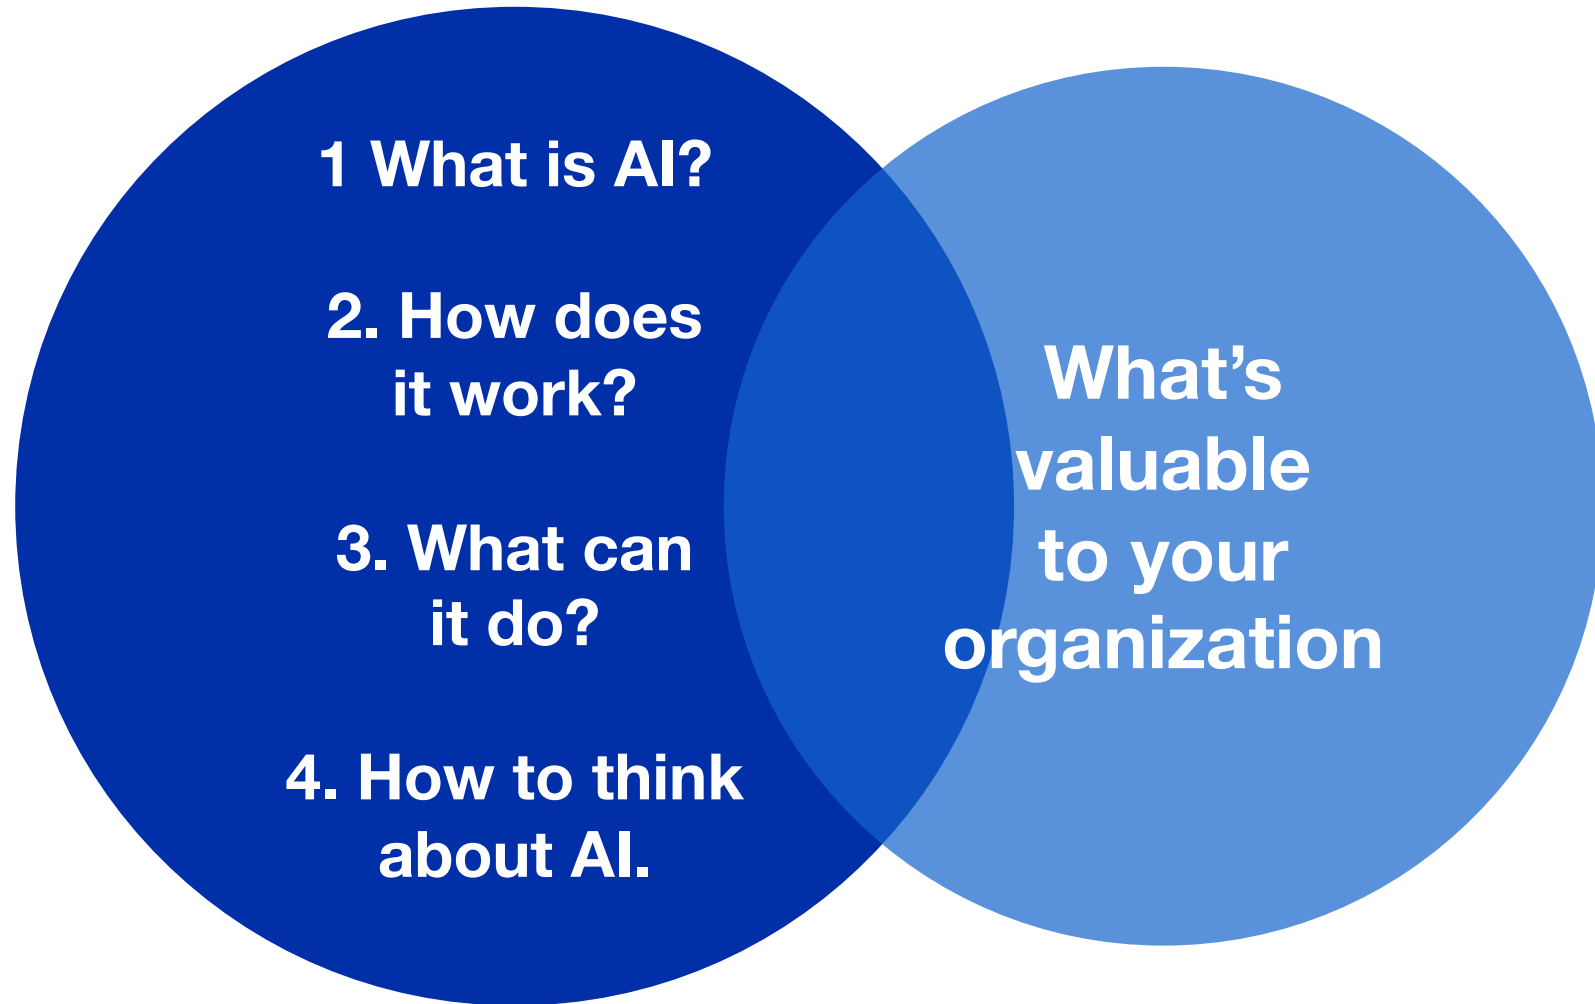 1 What is AI?
2. How does
it work?
3. What can
it do?
4. How to think
about AI.
What’s
valuable
to your
organization